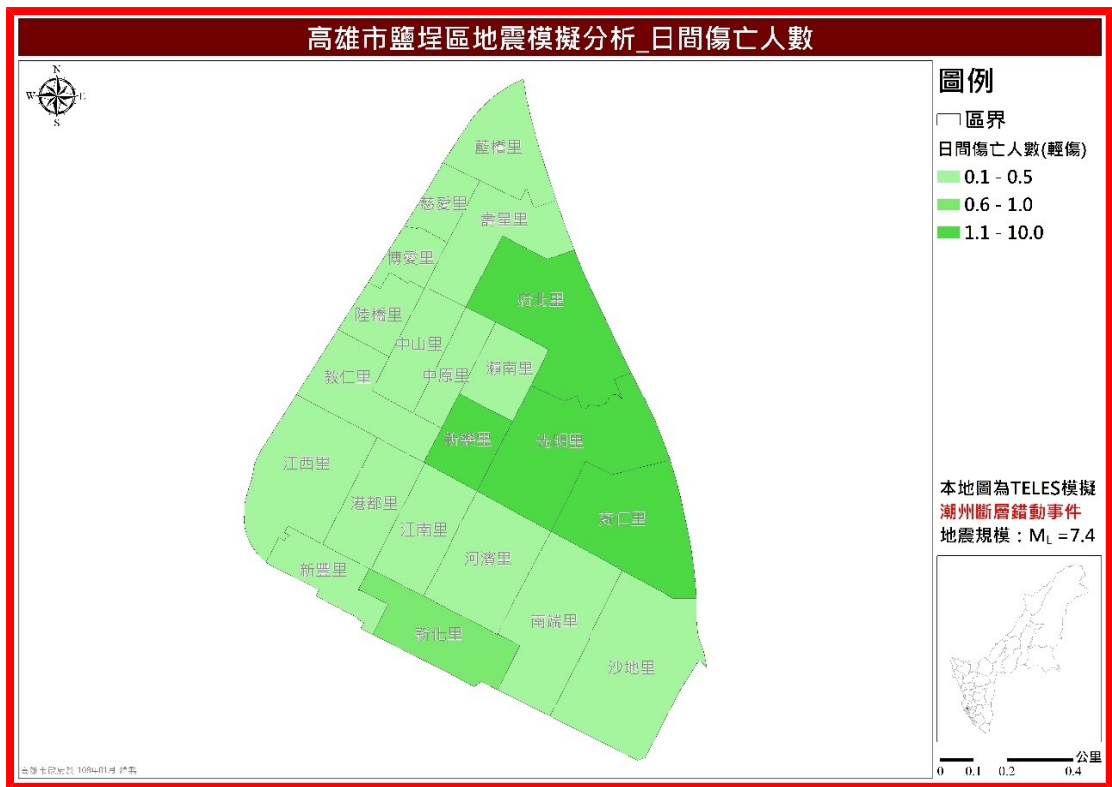 高雄市鹽埕區地震模擬分析_日間傷亡人數
N
W E
S
圖例
區界
日間傷亡人數(輕傷)
0.1 - 0.5
0.6 - 1.0
1.1 - 10.0
藍橋里
慈愛里
壽星里
博愛里
廣北里
陸橋里
中山里
瀨南里
教仁里
中原里
新樂里
光明里
江西里
港都里
育仁里
江南里
河濱里
新豐里
南端里
新化里
沙地里
本地圖為TELES模擬
潮州斷層錯動事件
地震規模：ML =7.4
公里
0 0.1 0.2 0.4